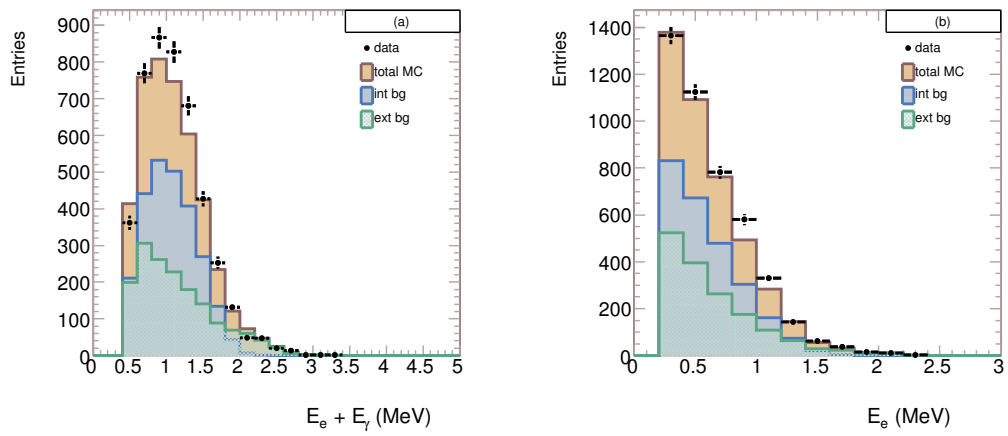 (a)
Entries
900
800
700
600
500
400
300
200
100
0
data
total MC
int bg
ext bg
0 0.5 1 1.5 2 2.5 3 3.5 4 4.5 5
E_e + E_γ (MeV)
(b)
Entries
1400
1200
1000
800
600
400
200
0
data
total MC
int bg
ext bg
0 0.5 1 1.5 2 2.5 3
E_e (MeV)